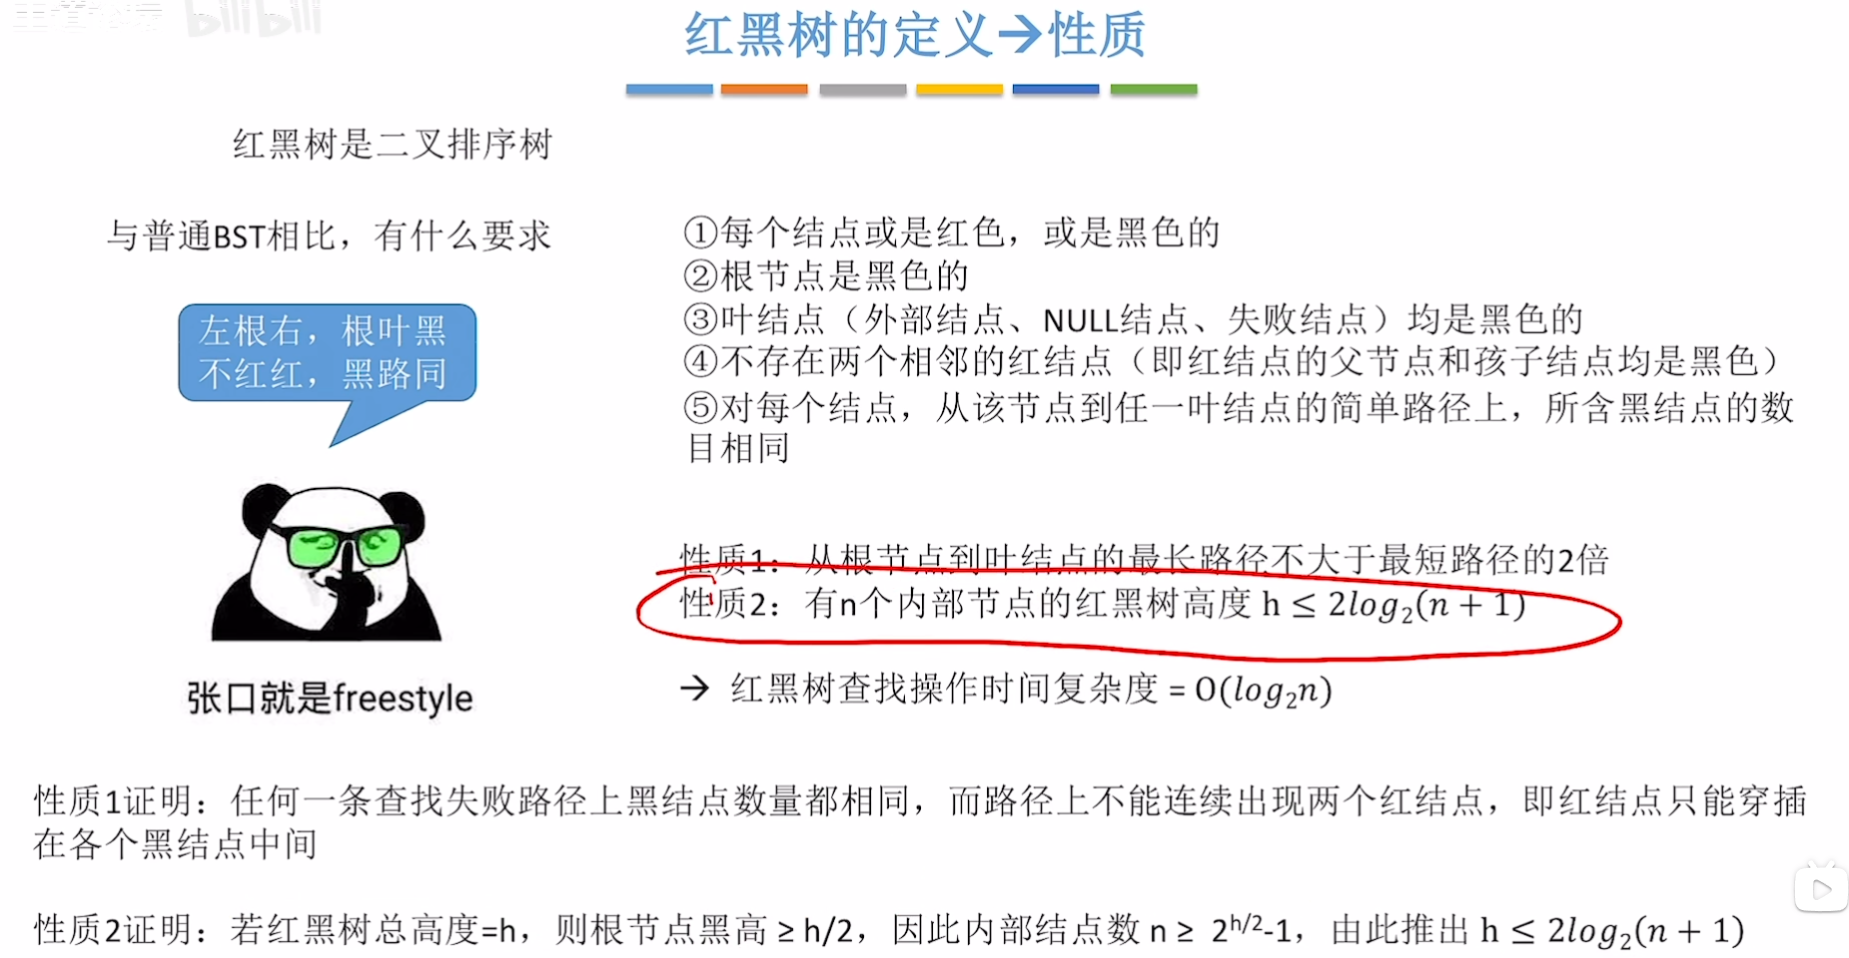 bilibili
红黑树的定义→性质
红黑树是二叉排序树
与普通BST相比，有什么要求
左根右，根叶黑
不红红，黑路同
张口就是freestyle
①每个结点或是红色，或是黑色的
②根节点是黑色的
③叶结点（外部结点、NULL结点、失败结点）均是黑色的
④不存在两个相邻的红结点（即红结点的父节点和孩子结点均是黑色）
⑤对每个结点，从该节点到任一叶结点的简单路径上，所含黑结点的数
目相同
性质1：从根节点到叶结点的最长路径不大于最短路径的2倍
性质2：有n个内部节点的红黑树高度 h ≤ 2log₂(n + 1)
→ 红黑树查找操作时间复杂度 = O(log₂n)
性质1证明：任何一条查找失败路径上黑结点数量都相同，而路径上不能连续出现两个红结点，即红结点只能穿插
在各个黑结点中间
性质2证明：若红黑树总高度=h，则根节点黑高 ≥ h/2，因此内部结点数 n ≥ 2^{h/2}-1，由此推出 h ≤ 2log₂(n + 1)